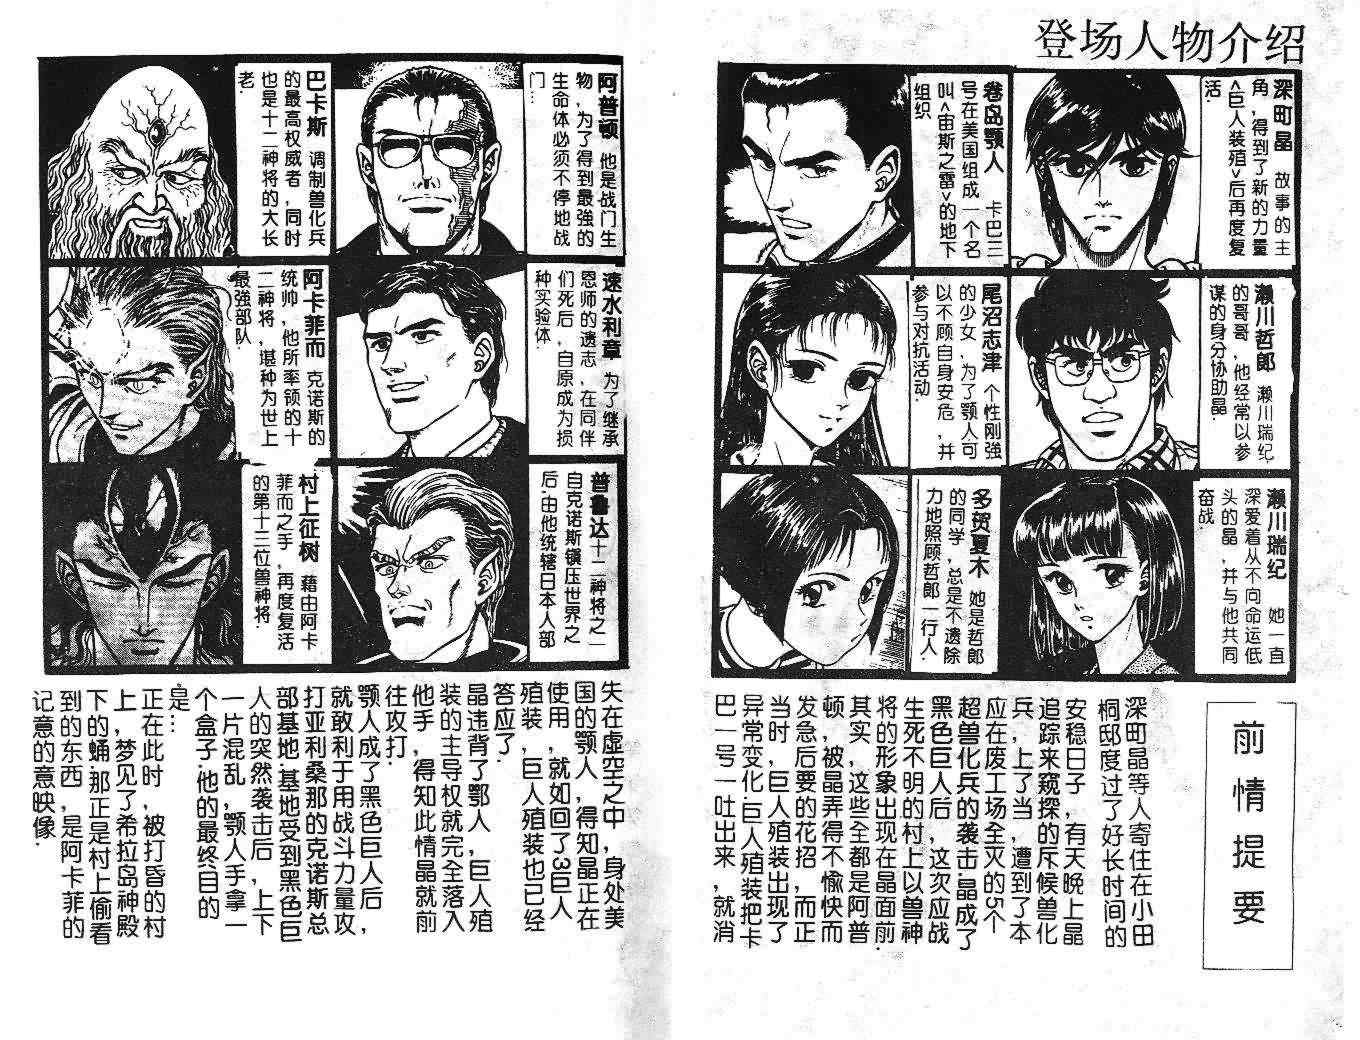 登场人物介绍
深町晶 故事的主
角,得到了新的力量
<巨人装殖>后再度复
活.
卷岛颚人 卡巴三
号在美国组成一个名
叫<宙斯之雷>的地下
组织
濑川哲郎 濑川瑞纪
的哥哥,他经常以参
谋的身分协助晶.
尾沼志津 个性刚強
的少女,为了颚人可
以不顾自身安危,并
参与对抗活动
濑川瑞纪 她一直
深爱着从不向命运低
头的晶,并与他共同
奋战.
多贺夏木 她是哲郎
的同学,总是不遗除
力地照顾哲郎一行人.
前情提要
深町晶等人寄住在小田
桐邸度过了好长时间的
安稳日子,有天晚上晶
追踪来窥探的斥候兽化
兵,上了当,遭到了本
应在废工场全灭的5个
超兽化兵的袭击.晶成了
黑色巨人后,这次应战
生死不明的村上以兽神
将的形象出现在晶面前.
其实,这些全都是阿普
顿,被晶弄得不愉快而
发急后要的花招,而正
当时,巨人殖装出现了
异常变化.巨人殖装把卡
巴一号一吐出来,就消
阿普顿 他是战门生
物,为了得到最強的
生命体必须不停地战
门…
巴卡斯 调制兽化兵
的最高权威者,同时
也是十二神将的大长
老.
速水利章 为了继承
恩师的遗志,在同伴
们死后,自原成为损
种实验体.
阿卡菲而 克诺斯的
统帅,他所率领的十
二神将,堪种为世上
最強部队.
普鲁达 十二神将之一
自克诺斯镇压世界之
后.由他统辖日本人部
村上征树 藉由阿卡
菲而之手,再度复活
的第十三位兽神将.
失在虚空之中,身处美
国的颚人,得知晶正在
使用,就如回了3巨人
殖装,巨人殖装也已经
答应了.
晶违背了鄂人,巨人殖
装的主导权就完全落入
他手,得知此情晶就前
往攻打.
颚人成了黑色巨人后,
就敢利于用战斗力量攻
打亚利桑那的克诺斯总
部基地.基地受到黑色巨
人的突然袭击后,上下
一片混乱,颚人手拿一
个盒子.他的最终目的
是…
正在此时,被打昏的村
上,梦见了希拉岛神殿
下的蛹.那正是村上偷看
到的东西,是阿卡菲的
记意的意映像.